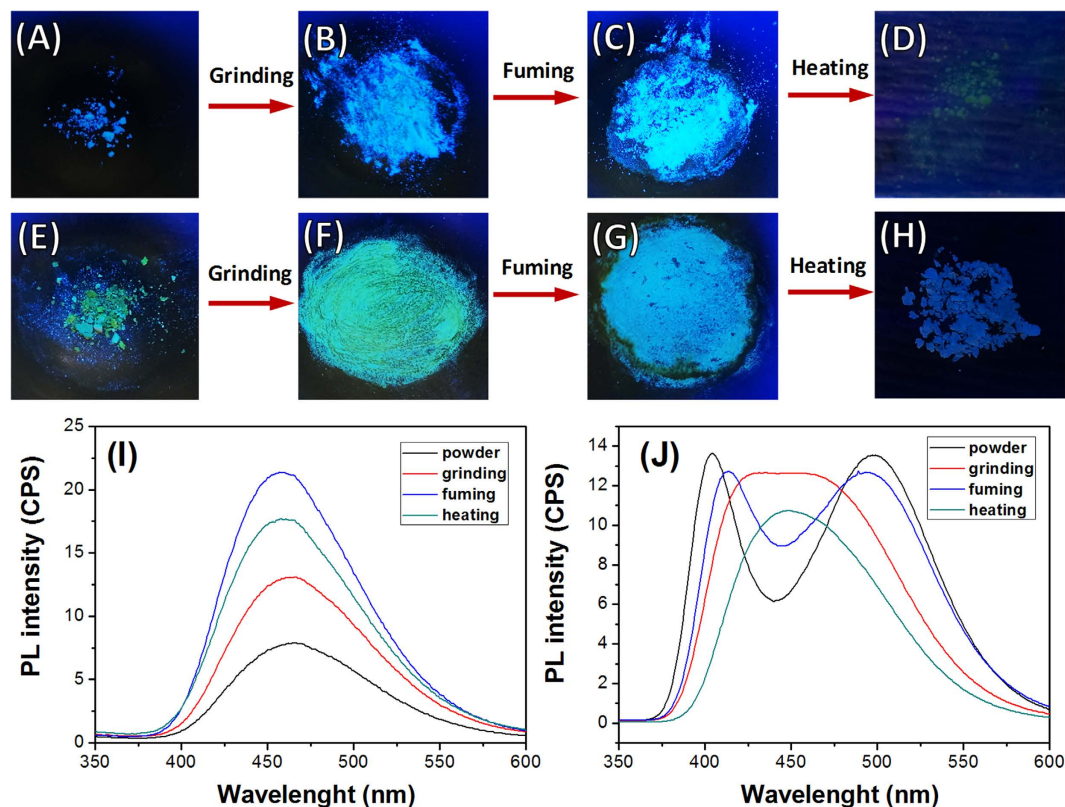 (A)
Grinding
(B)
Fuming
(C)
Heating
(D)
(E)
Grinding
(F)
Fuming
(G)
Heating
(H)
(I)
PL intensity (CPS)
25
20
15
10
5
0
powder
grinding
fuming
heating
350 400 450 500 550 600
Wavelenght (nm)
(J)
PL intensity (CPS)
14
12
10
8
6
4
2
0
powder
grinding
fuming
heating
350 400 450 500 550 600
Wavelenght (nm)